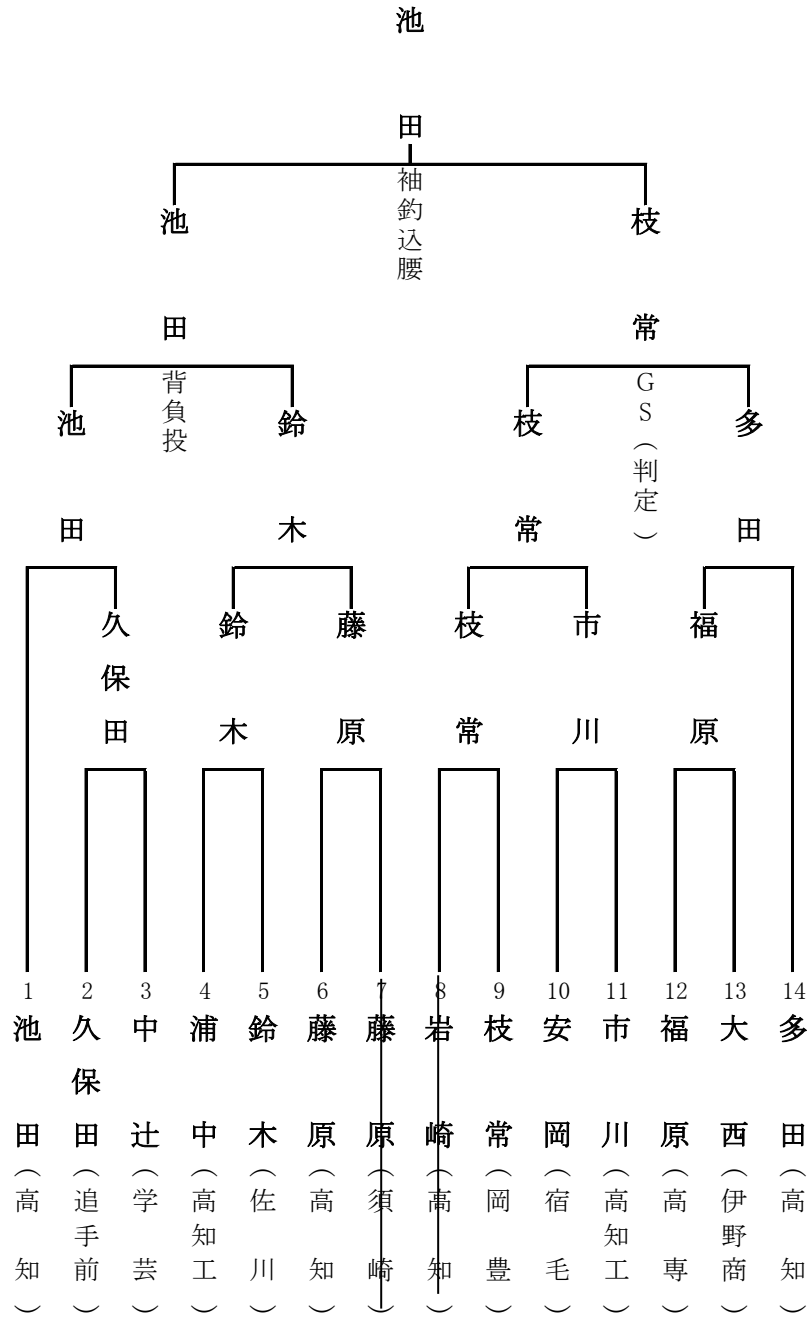 池田
袖釣込腰
池田
枝常
背負投
GS（判定）
池田
鈴木
枝常
多田
久保田
鈴木
藤原
枝常
市川
福原
1 池田（高知）
2 久保田（追手前）
3 中辻（学芸）
4 浦中（高知工）
5 鈴木（佐川）
6 藤原（高知）
7 藤原（須崎）
8 岩崎（高知）
9 枝常（岡豊）
10 安岡（宿毛）
11 市川（高知工）
12 福原（高専）
13 大西（伊野商）
14 多田（高知）